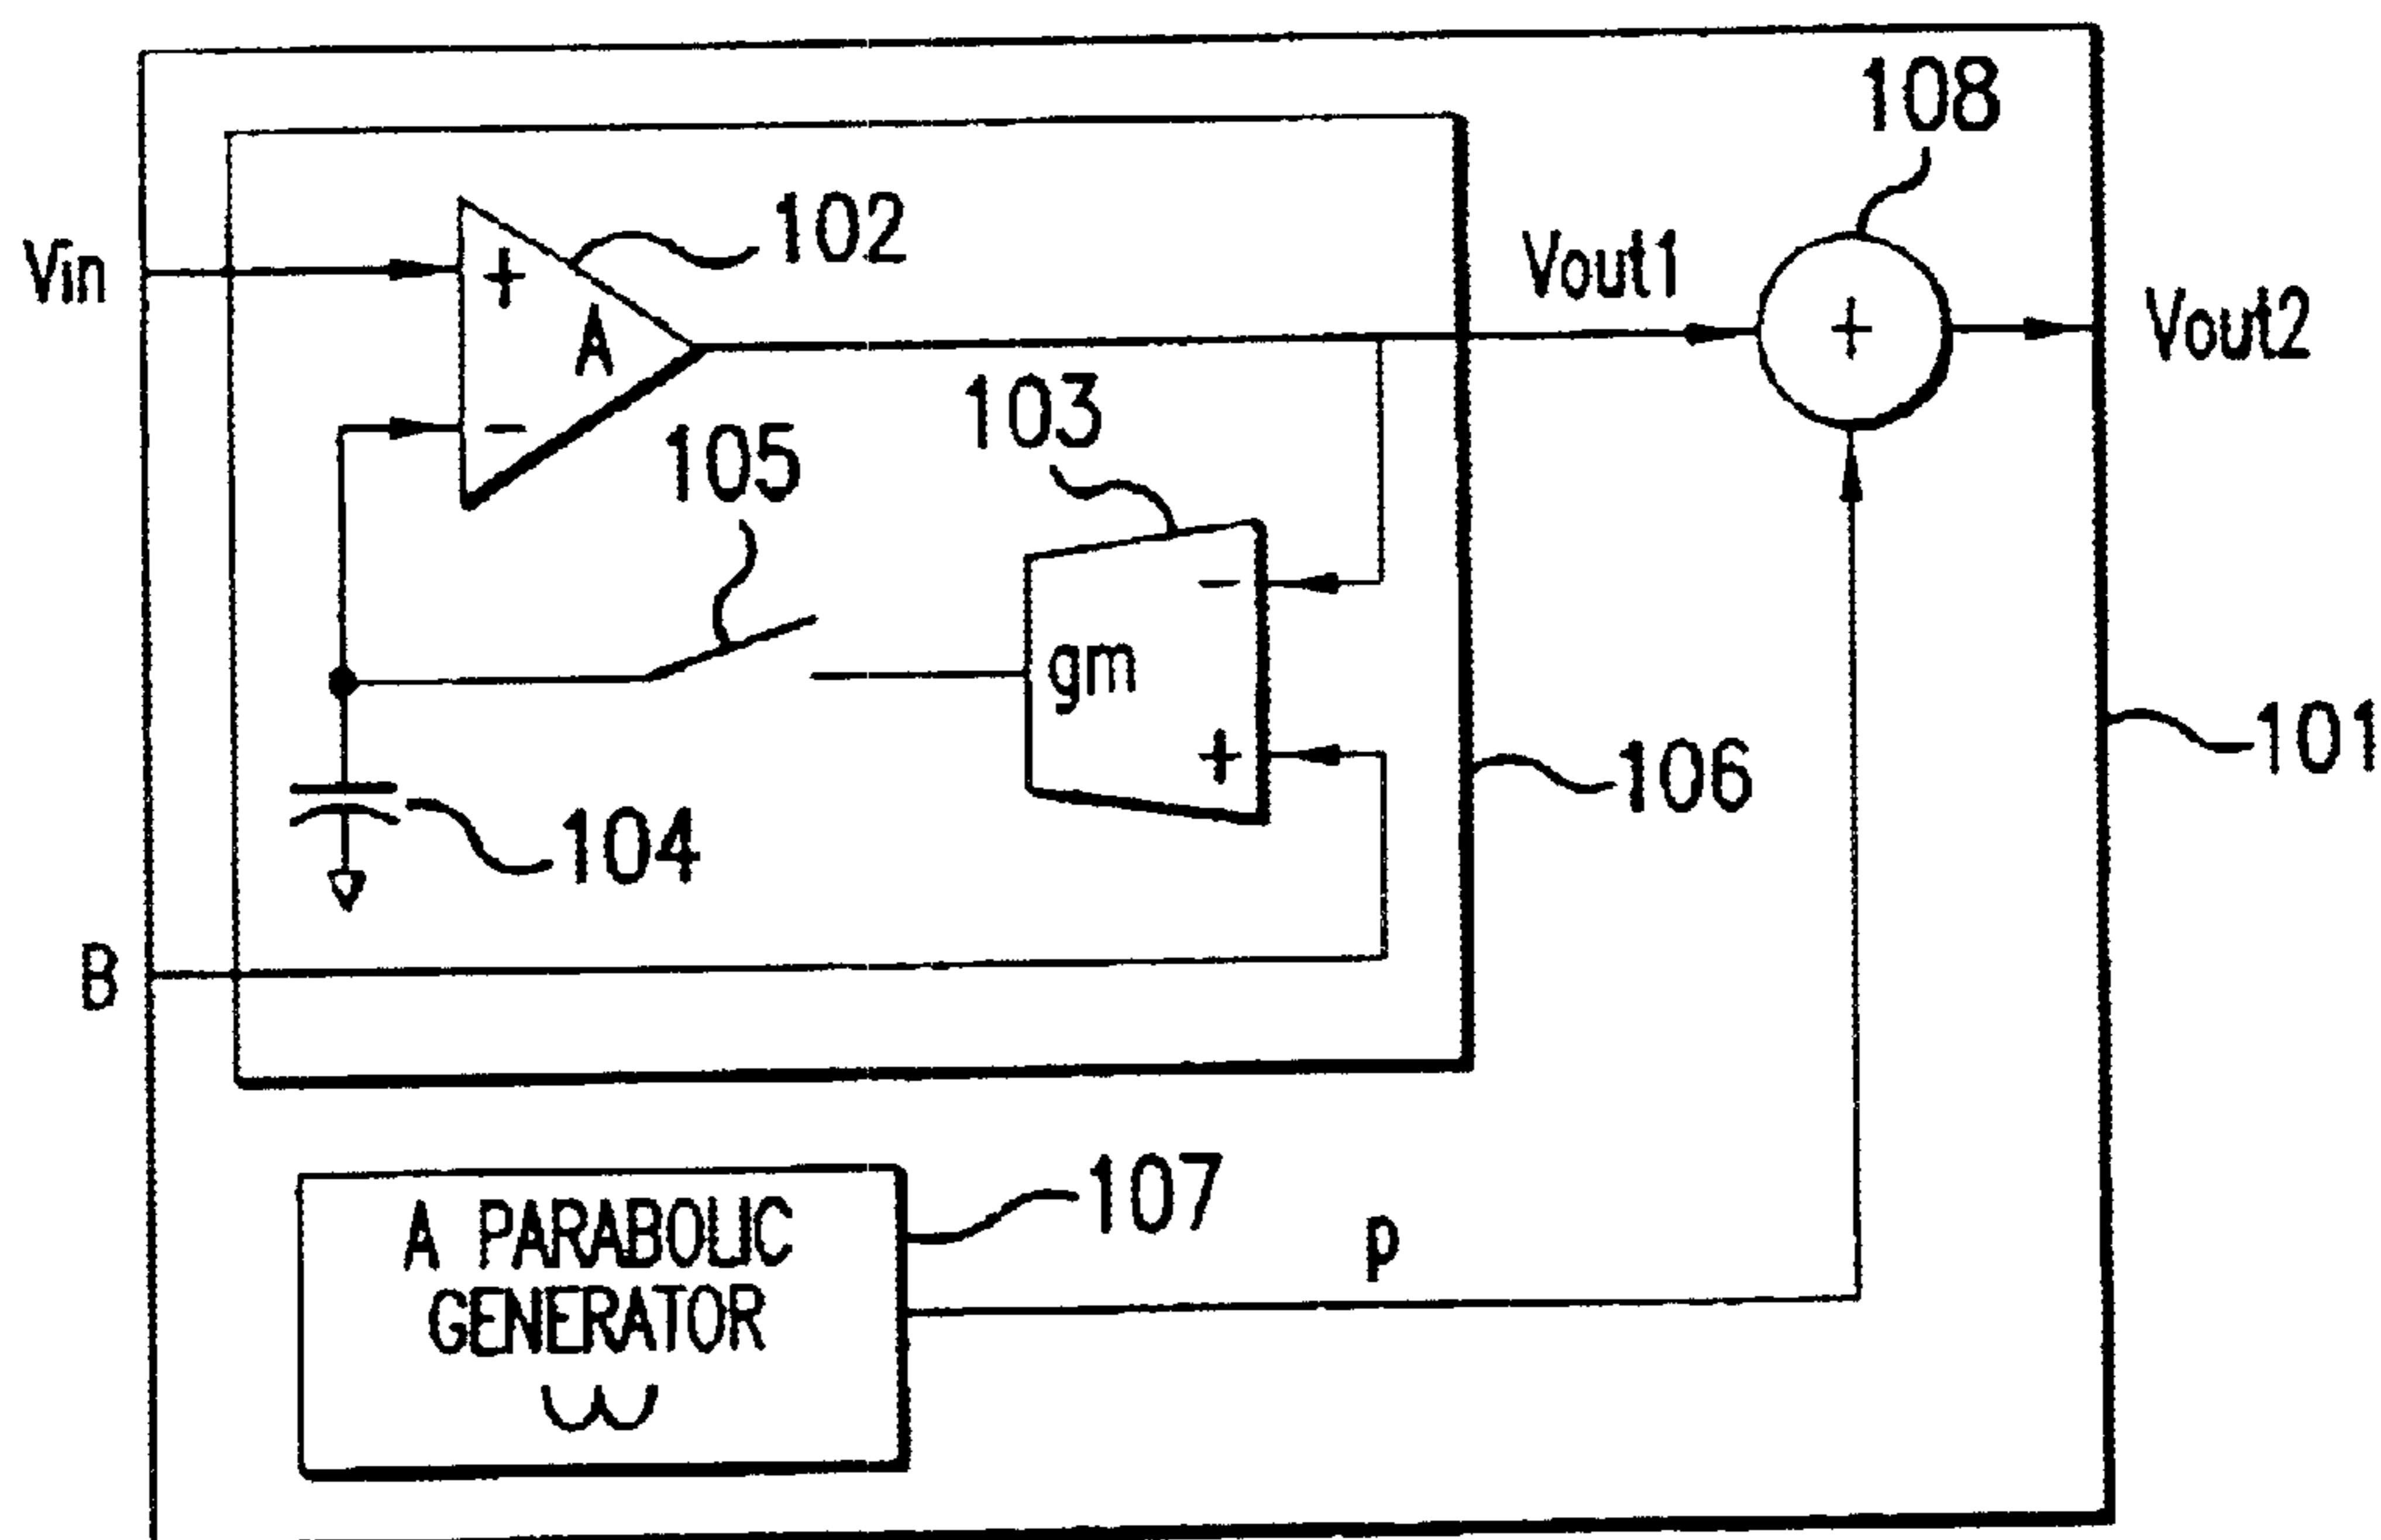 108
102
Vin
+
A
Vout1
+
Vout2
-
105
103
-
gm
+
101
106
104
B
107
A PARABOLIC
GENERATOR
p